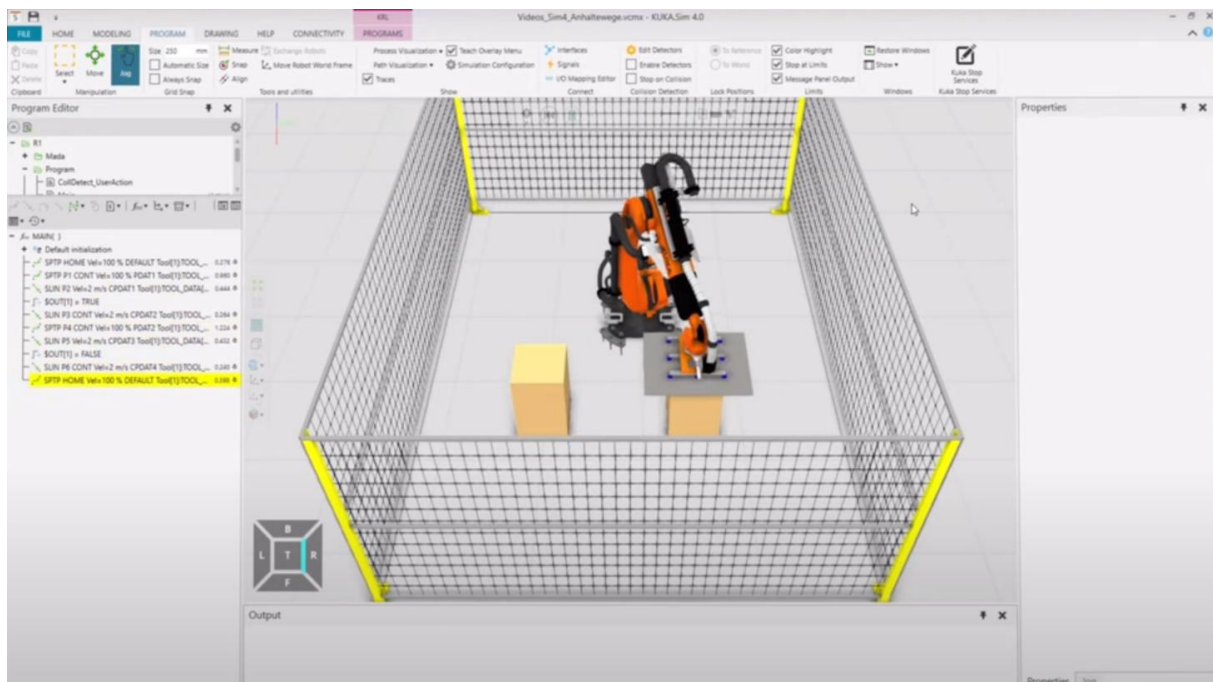 Videos_Sim4_Anhaltewege.vcmx - KUKA.Sim 4.0
KRL
FILE HOME MODELING PROGRAM DRAWING HELP CONNECTIVITY PROGRAMS
Copy
Paste
Delete
Clipboard
Select
Move
Jog
Manipulation
Size 250 mm
Automatic Size
Always Snap
Grid Snap
Measure
Snap
Align
Exchange Robots
Move Robot World Frame
Tools and utilities
Process Visualization
Path Visualization
Traces
Teach Overlay Menu
Simulation Configuration
Show
Interfaces
Signals
I/O Mapping Editor
Connect
Edit Detectors
Enable Detectors
Stop on Collision
Collision Detection
To Reference
To World
Lock Positions
Color Highlight
Stop at Limits
Message Panel Output
Limits
Restore Windows
Show
Windows
Kuka Stop
Services
Kuka Stop Services
Program Editor
R1
Mada
Program
CollDetect_UserAction
MAIN( )
Default initialization
SPTP HOME Vel=100 % DEFAULT Tool[1]:TOOL_...
SPTP P1 CONT Vel=100 % PDAT1 Tool[1]:TOOL_...
SLIN P2 Vel=2 m/s CPDAT1 Tool[1]:TOOL_DATA[...
$OUT[1] = TRUE
SLIN P3 CONT Vel=2 m/s CPDAT2 Tool[1]:TOOL_...
SPTP P4 CONT Vel=100 % PDAT2 Tool[1]:TOOL_...
SLIN P5 Vel=2 m/s CPDAT3 Tool[1]:TOOL_DATA[...
$OUT[1] = FALSE
SLIN P6 CONT Vel=2 m/s CPDAT4 Tool[1]:TOOL_...
SPTP HOME Vel=100 % DEFAULT Tool[1]:TOOL_...
B
L T R
F
Output
Properties
Properties